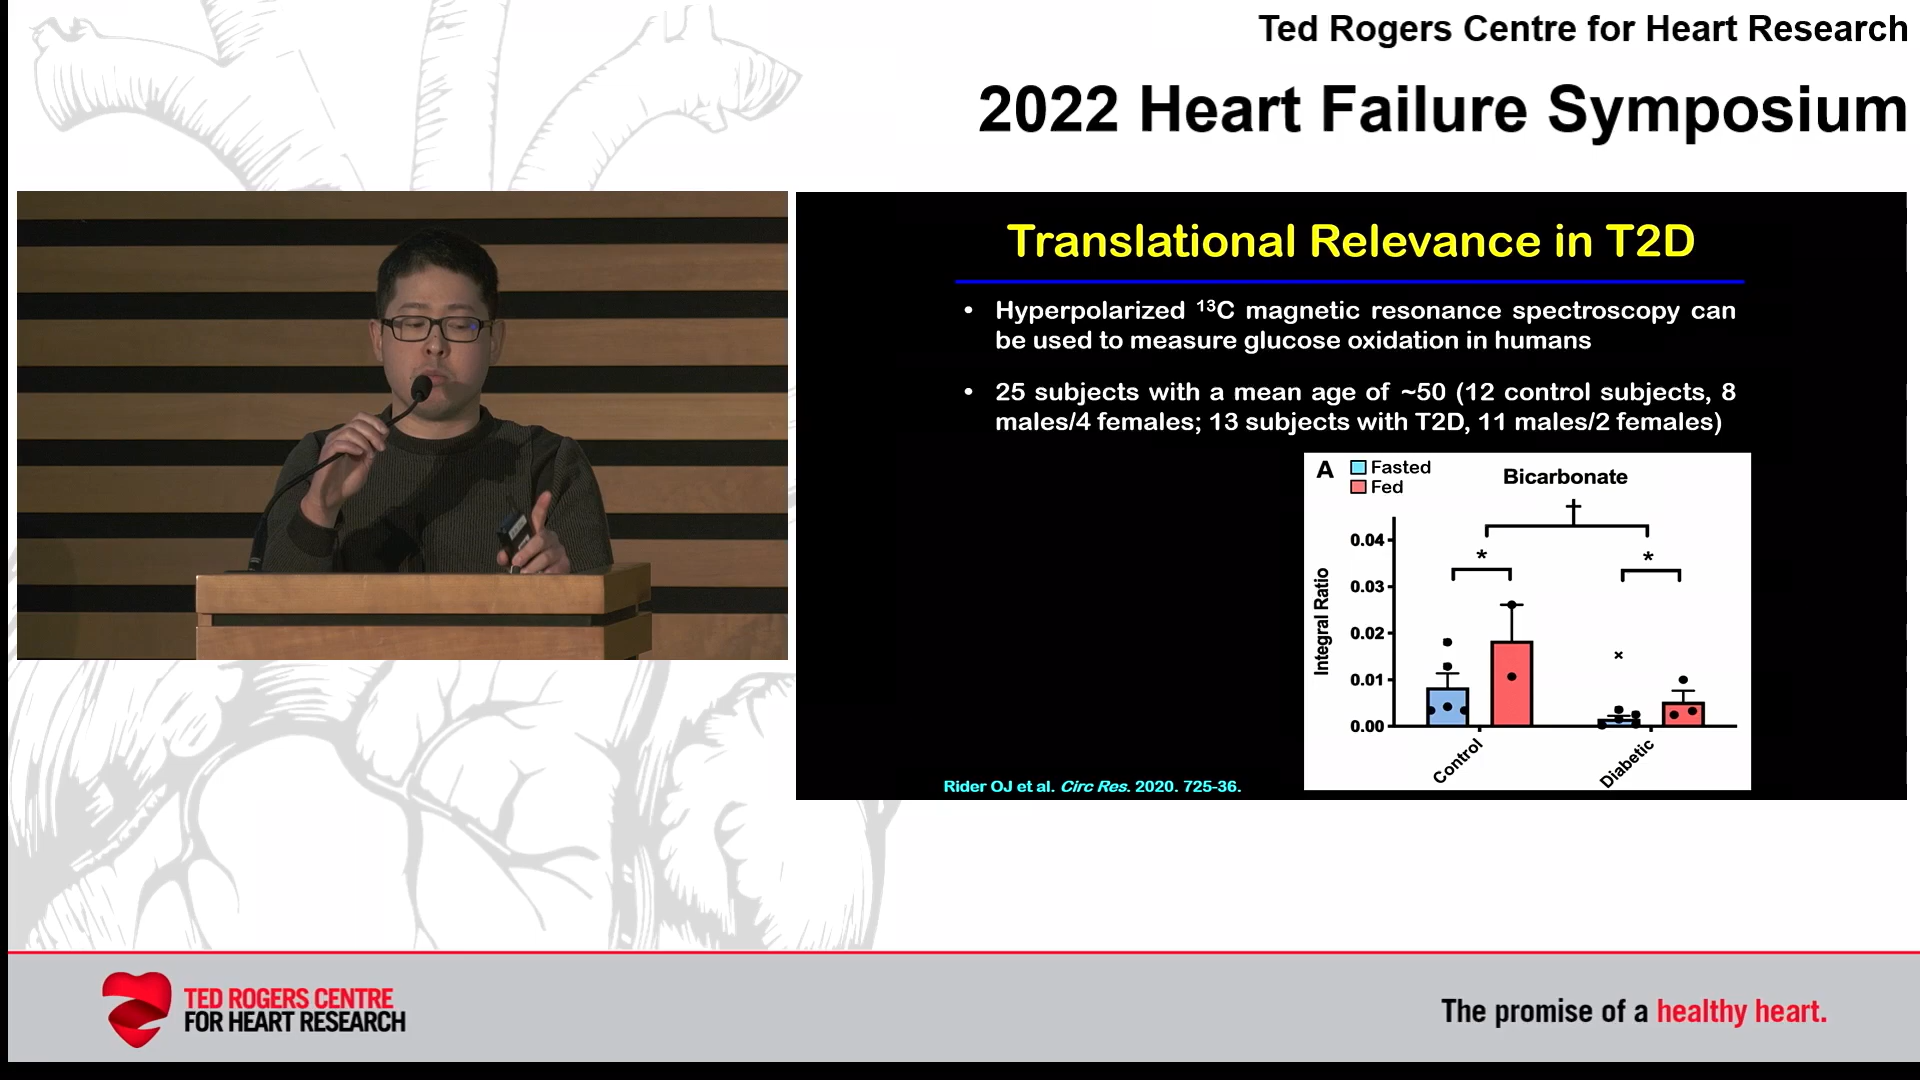 Ted Rogers Centre for Heart Research
2022 Heart Failure Symposium
Translational Relevance in T2D
• Hyperpolarized ¹³C magnetic resonance spectroscopy can
be used to measure glucose oxidation in humans
• 25 subjects with a mean age of ~50 (12 control subjects, 8
males/4 females; 13 subjects with T2D, 11 males/2 females)
A
Fasted
Fed
Bicarbonate
†
* *
Integral Ratio
0.04
0.03
0.02
0.01
0.00
×
Control
Diabetic
Rider OJ et al. Circ Res. 2020. 725-36.
TED ROGERS CENTRE
FOR HEART RESEARCH
The promise of a healthy heart.